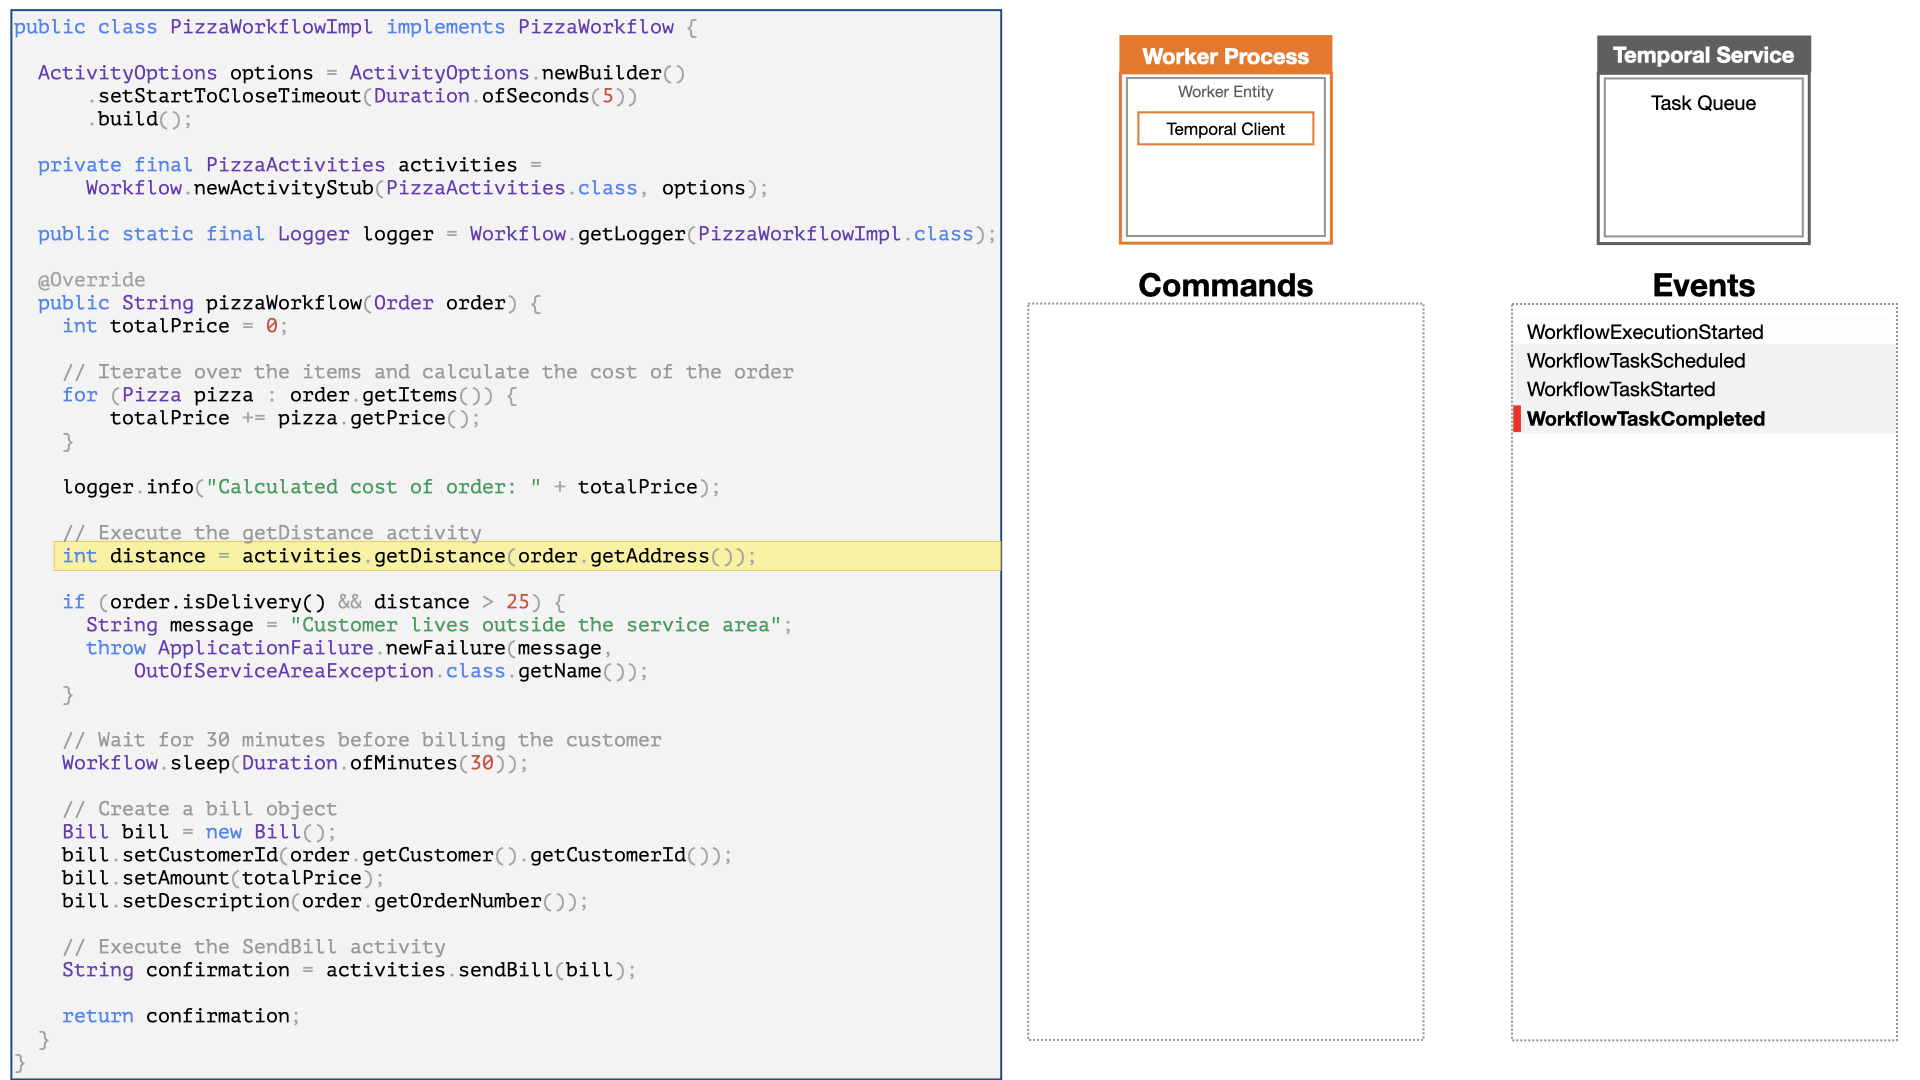 public class PizzaWorkflowImpl implements PizzaWorkflow {
ActivityOptions options = ActivityOptions.newBuilder()
.setStartToCloseTimeout(Duration.ofSeconds(5))
.build();
private final PizzaActivities activities =
Workflow.newActivityStub(PizzaActivities.class, options);
public static final Logger logger = Workflow.getLogger(PizzaWorkflowImpl.class);
@Override
public String pizzaWorkflow(Order order) {
int totalPrice = 0;
// Iterate over the items and calculate the cost of the order
for (Pizza pizza : order.getItems()) {
totalPrice += pizza.getPrice();
}
logger.info("Calculated cost of order: " + totalPrice);
// Execute the getDistance activity
int distance = activities.getDistance(order.getAddress());
if (order.isDelivery() && distance > 25) {
String message = "Customer lives outside the service area";
throw ApplicationFailure.newFailure(message,
OutOfServiceAreaException.class.getName());
}
// Wait for 30 minutes before billing the customer
Workflow.sleep(Duration.ofMinutes(30));
// Create a bill object
Bill bill = new Bill();
bill.setCustomerId(order.getCustomer().getCustomerId());
bill.setAmount(totalPrice);
bill.setDescription(order.getOrderNumber());
// Execute the SendBill activity
String confirmation = activities.sendBill(bill);
return confirmation;
}
}
Worker Process
Worker Entity
Temporal Client
Temporal Service
Task Queue
Commands
Events
WorkflowExecutionStarted
WorkflowTaskScheduled
WorkflowTaskStarted
WorkflowTaskCompleted